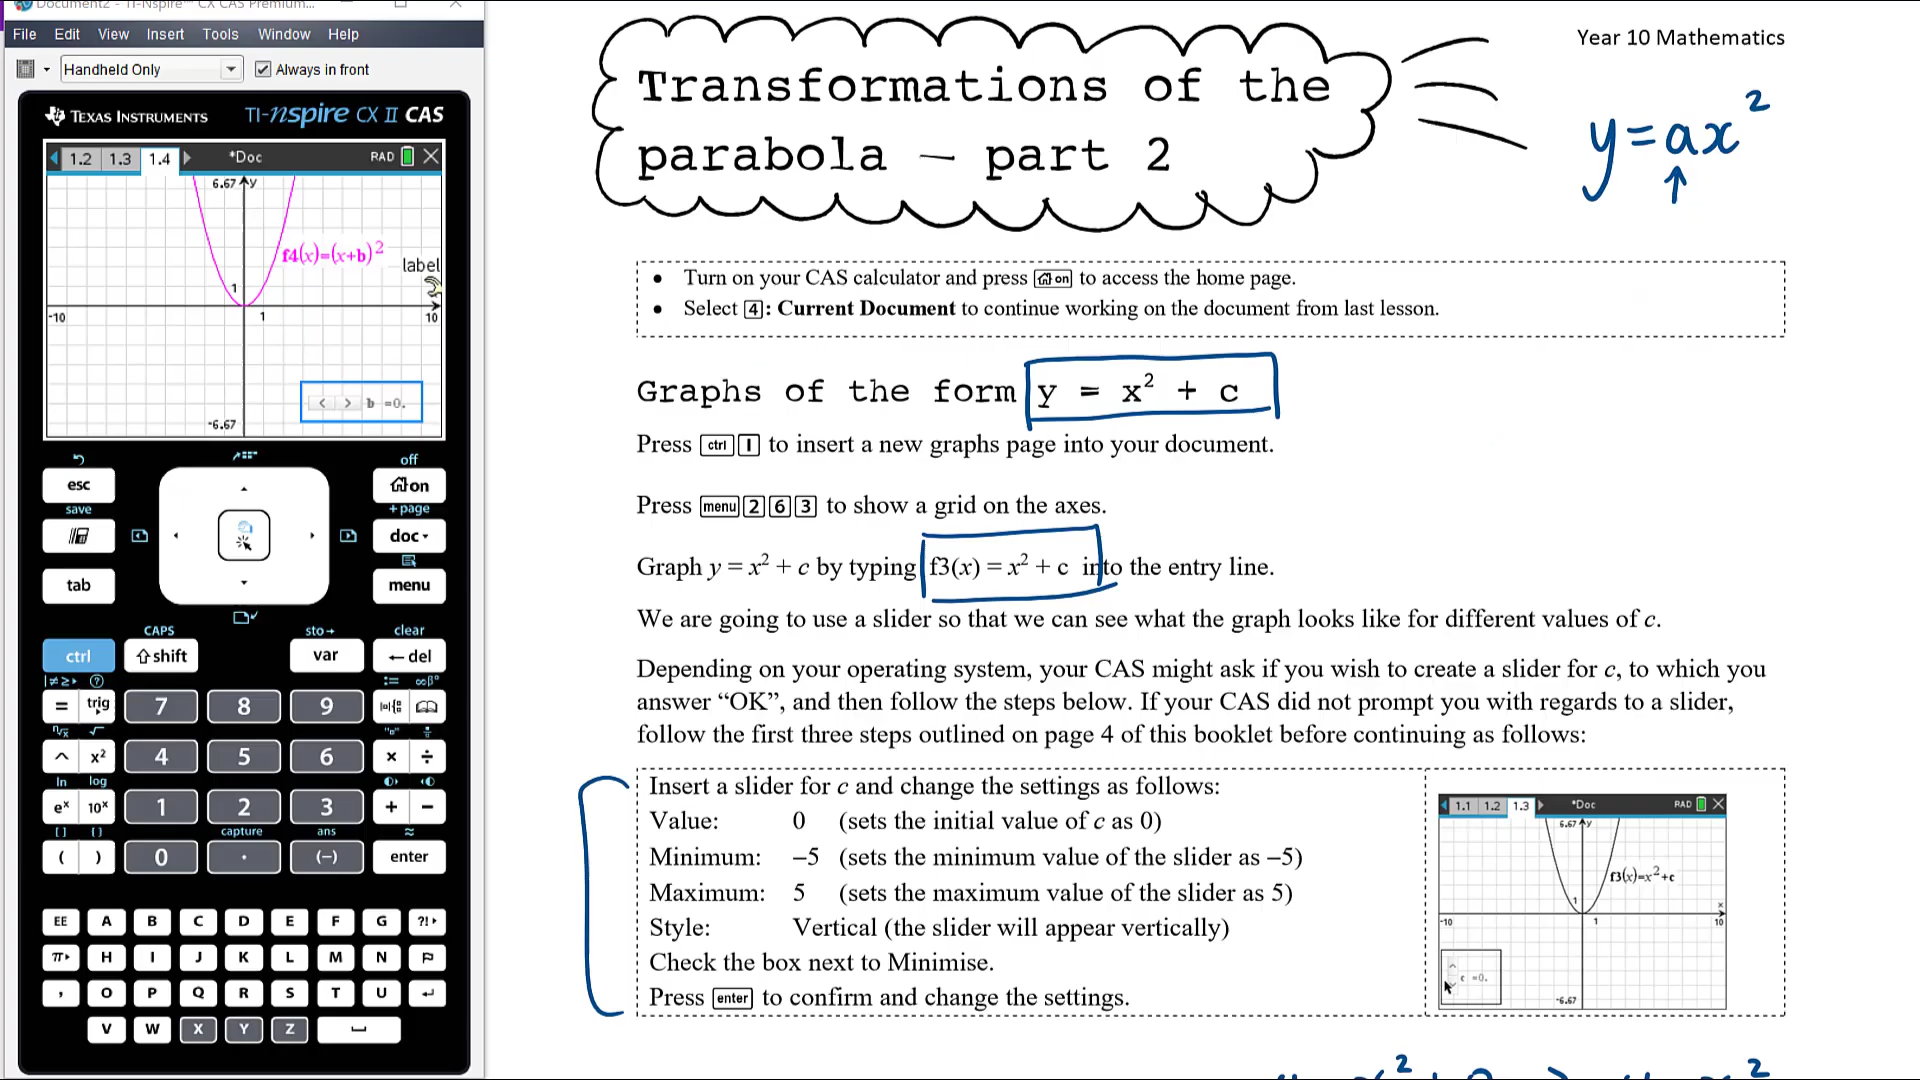 Document2 - TI-Nspire™ CX CAS Premium...
File Edit View Insert Tools Window Help
Handheld Only
Always in front
TEXAS INSTRUMENTS TI-nspire CX II CAS
1.2 1.3 1.4 *Doc RAD
6.67 y
f4(x)=(x+b)²
label
1
-10 1 10
b =0.
-6.67
off
esc on
save + page
doc
tab menu
CAPS sto→ clear
ctrl shift var ←del
|≠≥▸ ? := ∞β°
= trig 7 8 9 |▫|{▫
ⁿ√x √ "▫"
^ x² 4 5 6 × ÷
ln log
eˣ 10ˣ 1 2 3 + −
[ ] { } capture ans ≈
( ) 0 . (−) enter
EE A B C D E F G ?!▸
π▸ H I J K L M N
, O P Q R S T U ↵
V W X Y Z
Year 10 Mathematics
Transformations of the
parabola – part 2
y = ax²
↑
• Turn on your CAS calculator and press on to access the home page.
• Select 4: Current Document to continue working on the document from last lesson.
Graphs of the form y = x² + c
Press ctrl I to insert a new graphs page into your document.
Press menu 2 6 3 to show a grid on the axes.
Graph y = x² + c by typing f3(x) = x² + c into the entry line.
We are going to use a slider so that we can see what the graph looks like for different values of c.
Depending on your operating system, your CAS might ask if you wish to create a slider for c, to which you
answer “OK”, and then follow the steps below. If your CAS did not prompt you with regards to a slider,
follow the first three steps outlined on page 4 of this booklet before continuing as follows:
Insert a slider for c and change the settings as follows:
Value: 0 (sets the initial value of c as 0)
Minimum: –5 (sets the minimum value of the slider as –5)
Maximum: 5 (sets the maximum value of the slider as 5)
Style: Vertical (the slider will appear vertically)
Check the box next to Minimise.
Press enter to confirm and change the settings.
1.1 1.2 1.3 *Doc RAD
6.67 y
f3(x)=x²+c
1
x
-10 1 10
c =0.
-6.67